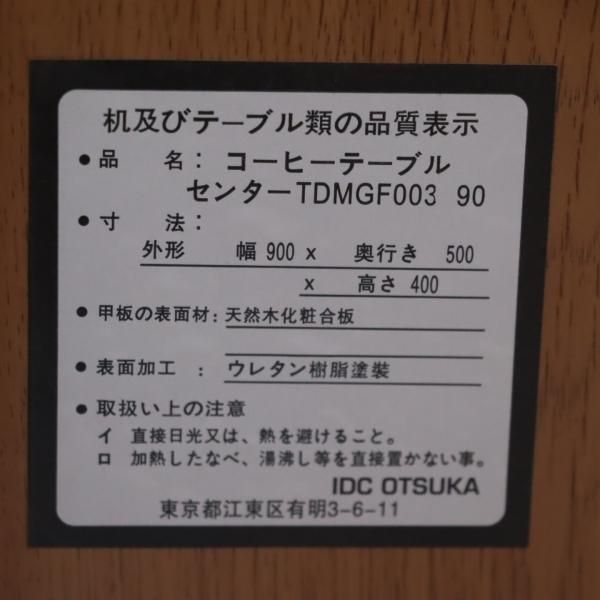 机及びテーブル類の品質表示
● 品 名: コーヒーテーブル
センターTDMGF003 90
● 寸 法:
外形 幅 900 x 奥行き 500
x 高さ 400
● 甲板の表面材: 天然木化粧合板
● 表面加工 : ウレタン樹脂塗装
● 取扱い上の注意
イ 直接日光又は、熱を避けること。
ロ 加熱したなべ、湯沸し等を直接置かない事。
IDC OTSUKA
東京都江東区有明3-6-11